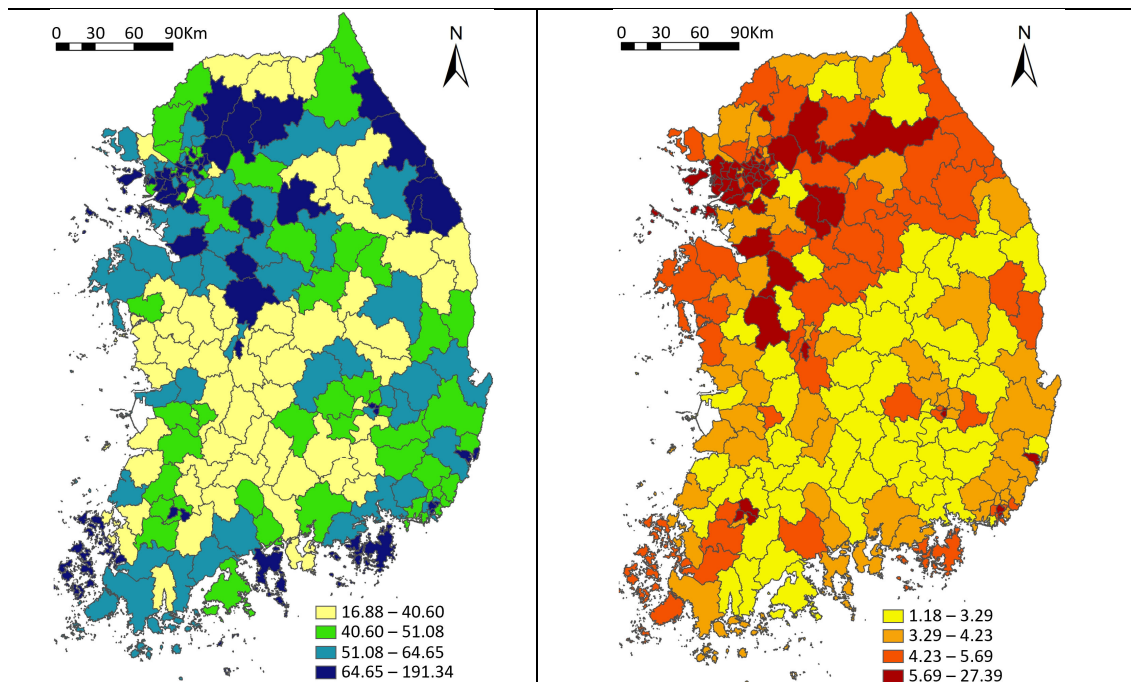 0 30 60 90Km
N
16.88 – 40.60
40.60 – 51.08
51.08 – 64.65
64.65 – 191.34
0 30 60 90Km
N
1.18 – 3.29
3.29 – 4.23
4.23 – 5.69
5.69 – 27.39